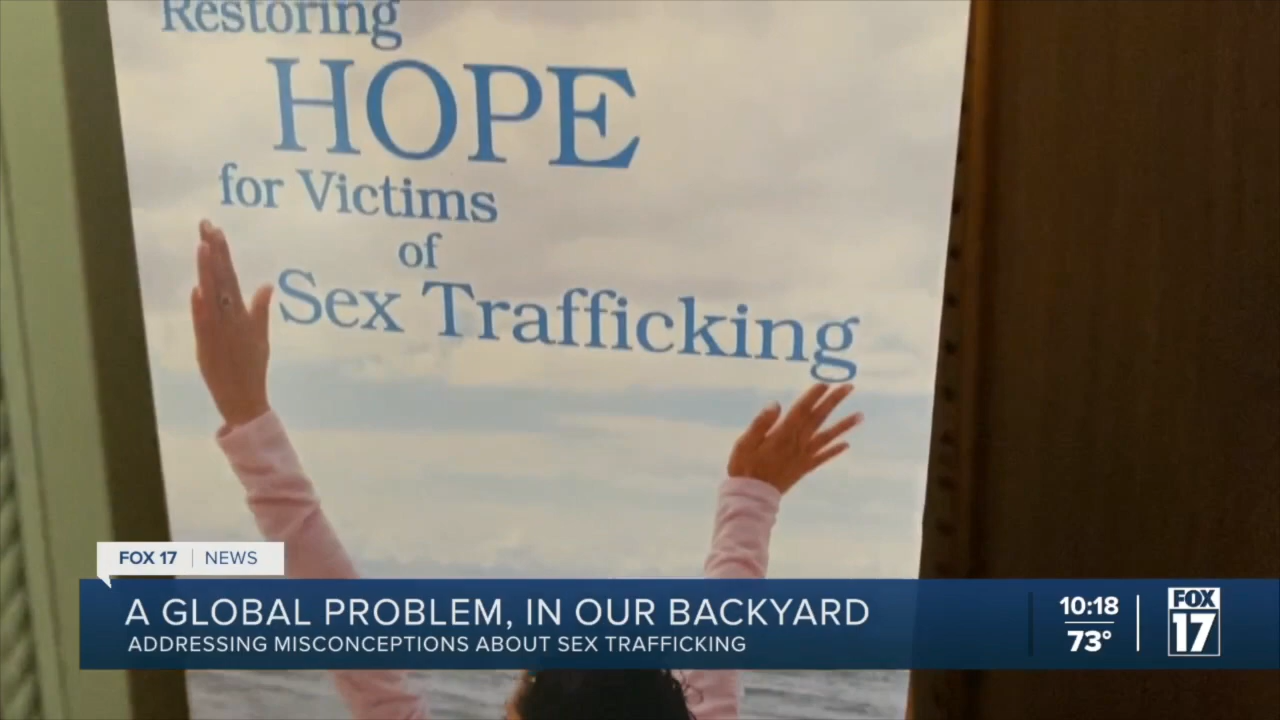 Restoring
HOPE
for Victims
of
Sex Trafficking
FOX 17 | NEWS
A GLOBAL PROBLEM, IN OUR BACKYARD
ADDRESSING MISCONCEPTIONS ABOUT SEX TRAFFICKING
10:18
73°
FOX
17